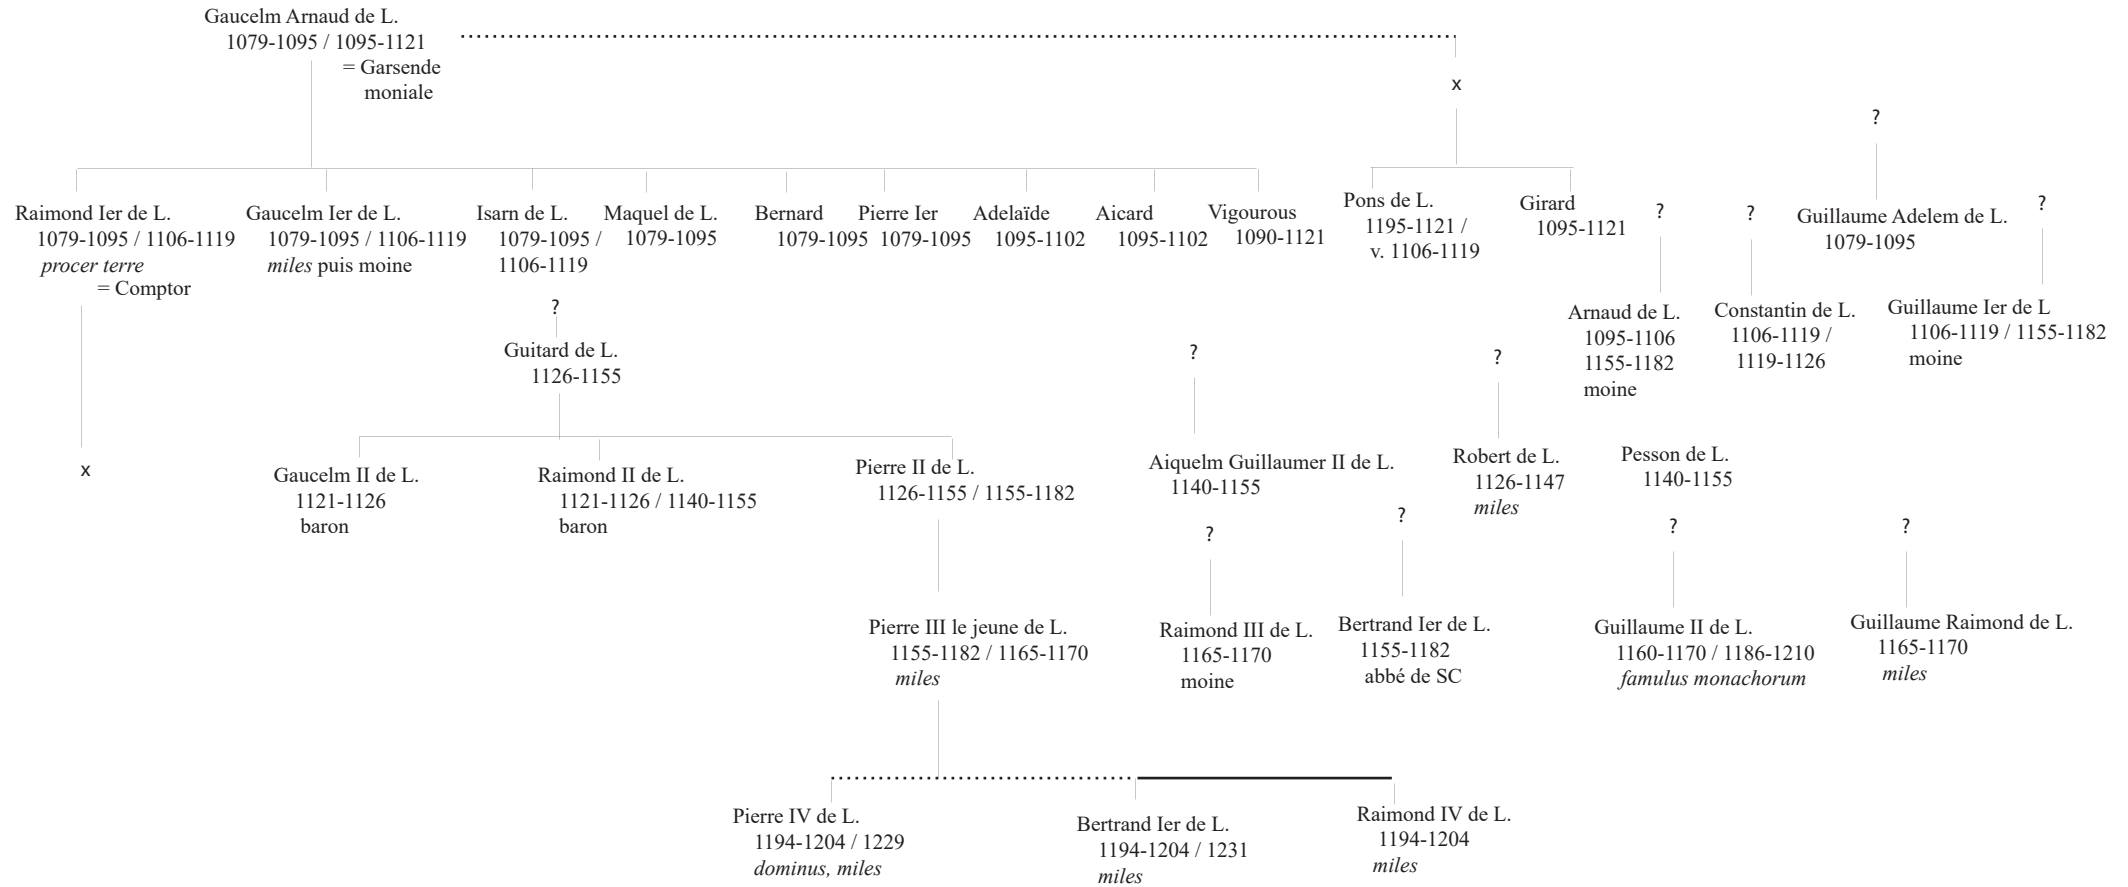 Gaucelm Arnaud de L.
1079-1095 / 1095-1121
= Garsende
moniale
x
?
Raimond Ier de L.
1079-1095 / 1106-1119
procer terre
= Comptor
Gaucelm Ier de L.
1079-1095 / 1106-1119
miles puis moine
Isarn de L.
1079-1095 /
1106-1119
Maquel de L.
1079-1095
Bernard
1079-1095
Pierre Ier
1079-1095
Adelaïde
1095-1102
Aicard
1095-1102
Vigourous
1090-1121
Pons de L.
1195-1121 /
v. 1106-1119
Girard
1095-1121
?
?
Guillaume Adelem de L.
1079-1095
?
?
Guitard de L.
1126-1155
?
?
Arnaud de L.
1095-1106
1155-1182
moine
Constantin de L.
1106-1119 /
1119-1126
Guillaume Ier de L
1106-1119 / 1155-1182
moine
x
Gaucelm II de L.
1121-1126
baron
Raimond II de L.
1121-1126 / 1140-1155
baron
Pierre II de L.
1126-1155 / 1155-1182
Aiquelm Guillaumer II de L.
1140-1155
Robert de L.
1126-1147
miles
Pesson de L.
1140-1155
?
?
?
?
Pierre III le jeune de L.
1155-1182 / 1165-1170
miles
Raimond III de L.
1165-1170
moine
Bertrand Ier de L.
1155-1182
abbé de SC
Guillaume II de L.
1160-1170 / 1186-1210
famulus monachorum
Guillaume Raimond de L.
1165-1170
miles
Pierre IV de L.
1194-1204 / 1229
dominus, miles
Bertrand Ier de L.
1194-1204 / 1231
miles
Raimond IV de L.
1194-1204
miles